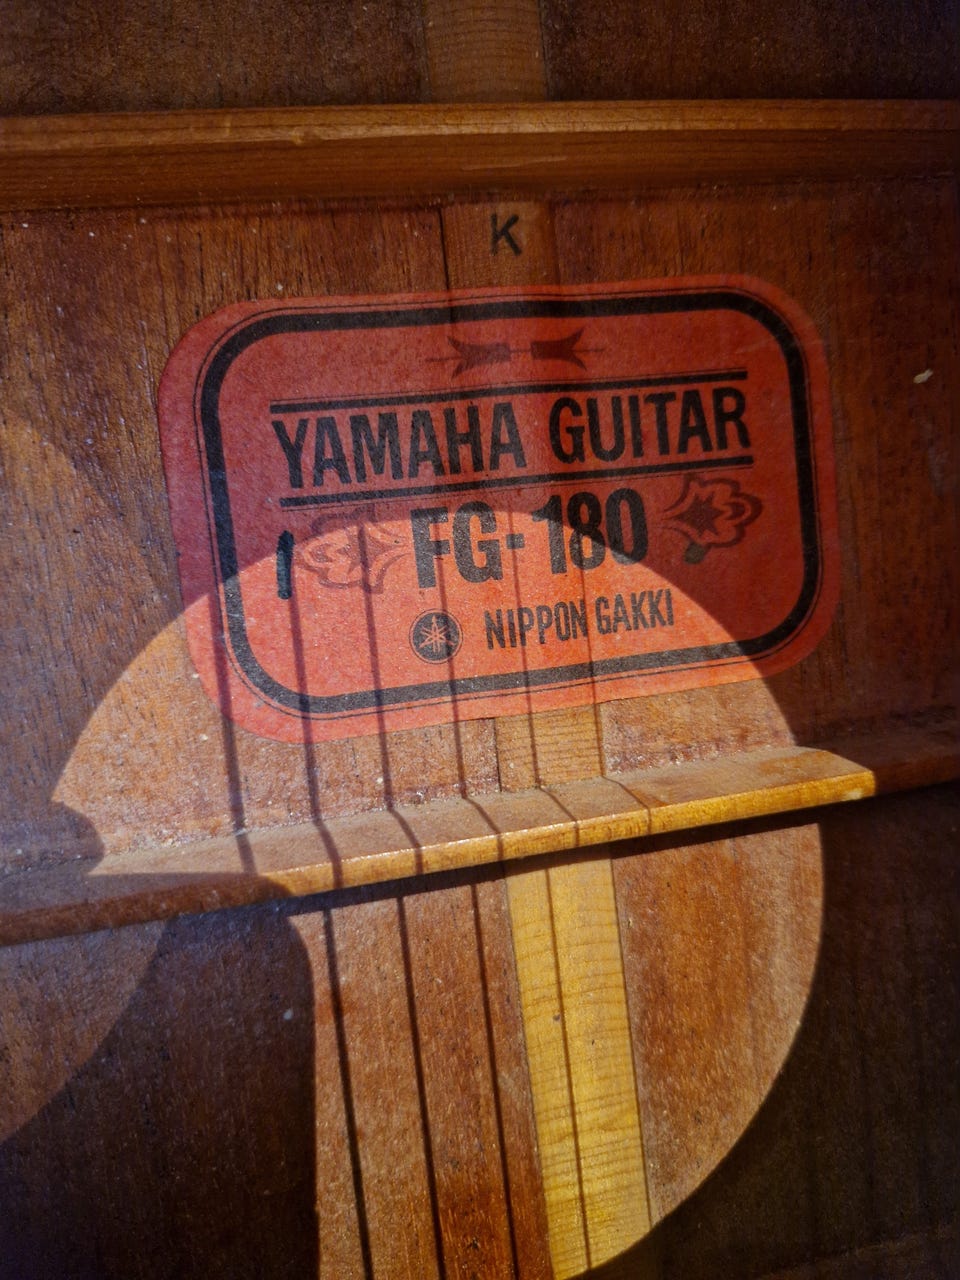 K
YAMAHA GUITAR
FG-180
NIPPON GAKKI